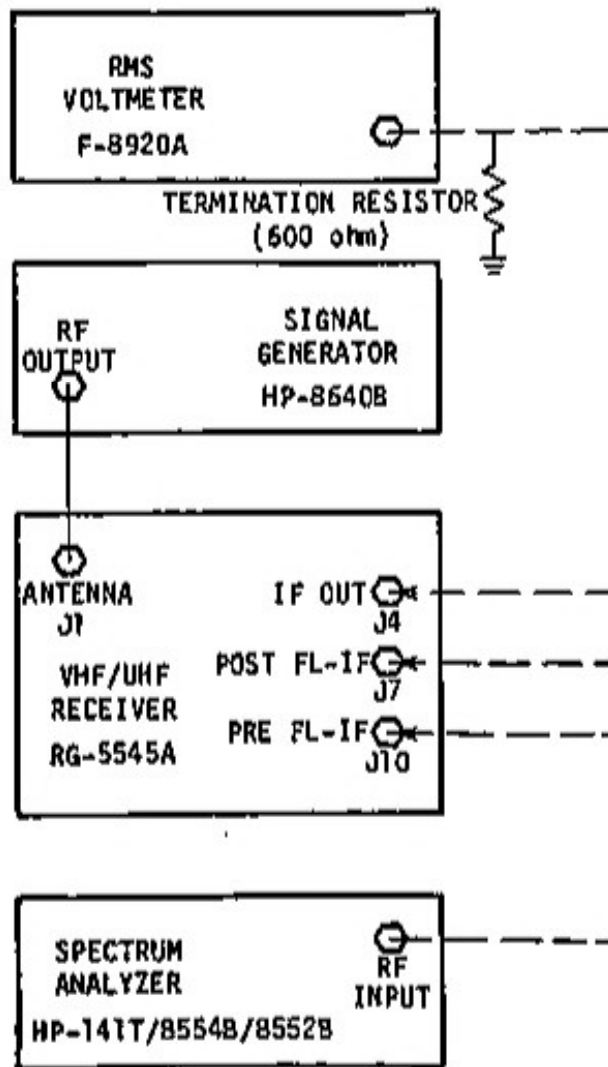 RMS
VOLTMETER
F-8920A
TERMINATION RESISTOR
(600 ohm)
RF
OUTPUT
SIGNAL
GENERATOR
HP-8640B
ANTENNA
J1
VHF/UHF
RECEIVER
RG-5545A
IF OUT
J4
POST FL-IF
J7
PRE FL-IF
J10
SPECTRUM
ANALYZER
HP-141T/8554B/8552B
RF
INPUT